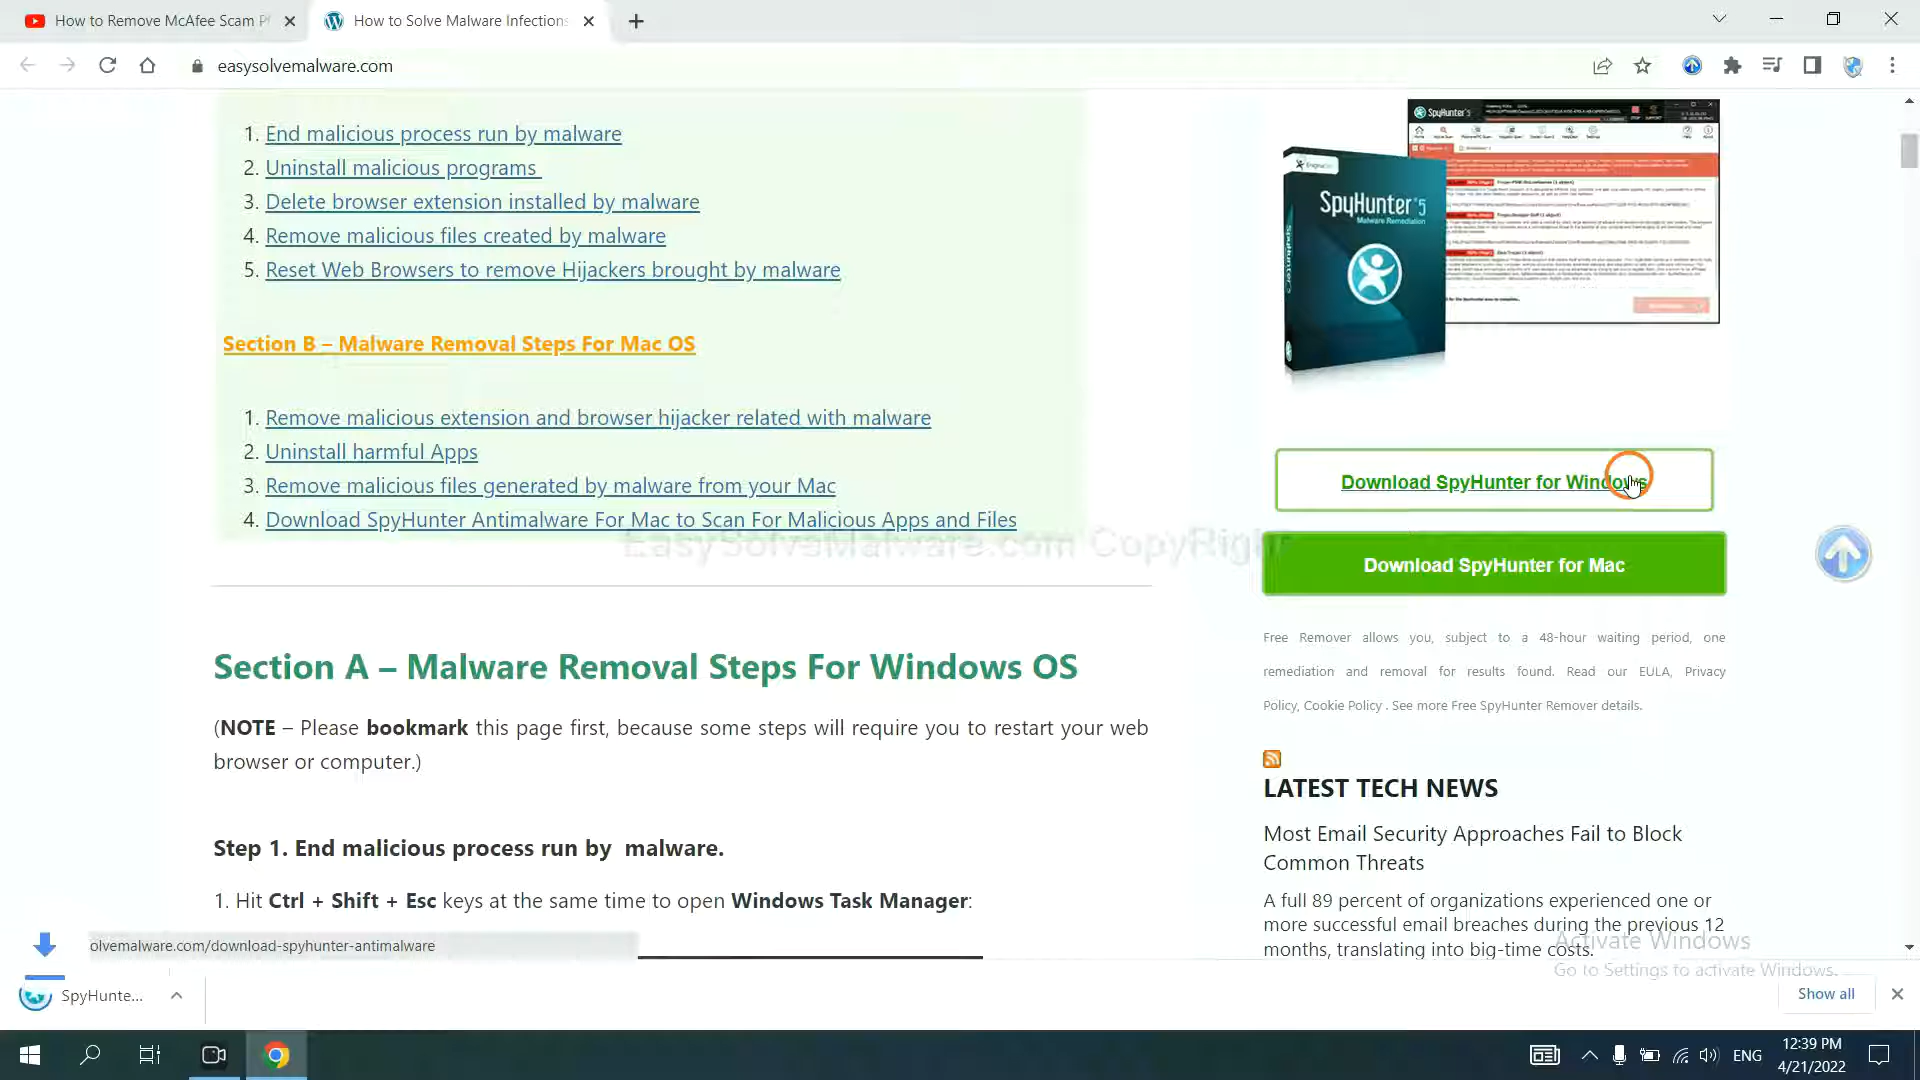 How to Remove McAfee Scam P
How to Solve Malware Infections
easysolvemalware.com
1. End malicious process run by malware
2. Uninstall malicious programs
3. Delete browser extension installed by malware
4. Remove malicious files created by malware
5. Reset Web Browsers to remove Hijackers brought by malware
Section B – Malware Removal Steps For Mac OS
1. Remove malicious extension and browser hijacker related with malware
2. Uninstall harmful Apps
3. Remove malicious files generated by malware from your Mac
4. Download SpyHunter Antimalware For Mac to Scan For Malicious Apps and Files
EasySolveMalware.com CopyRight
Section A – Malware Removal Steps For Windows OS
(NOTE – Please bookmark this page first, because some steps will require you to restart your web
browser or computer.)
Step 1. End malicious process run by malware.
1. Hit Ctrl + Shift + Esc keys at the same time to open Windows Task Manager:
SpyHunter 5
SpyHunter 5
Malware Remediation
SpyHunter
Download SpyHunter for Windows
Download SpyHunter for Mac
Free Remover allows you, subject to a 48-hour waiting period, one
remediation and removal for results found. Read our EULA, Privacy
Policy, Cookie Policy . See more Free SpyHunter Remover details.
LATEST TECH NEWS
Most Email Security Approaches Fail to Block
Common Threats
A full 89 percent of organizations experienced one or
more successful email breaches during the previous 12
months, translating into big-time costs.
Activate Windows
Go to Settings to activate Windows.
olvemalware.com/download-spyhunter-antimalware
SpyHunte...
Show all
ENG
12:39 PM
4/21/2022